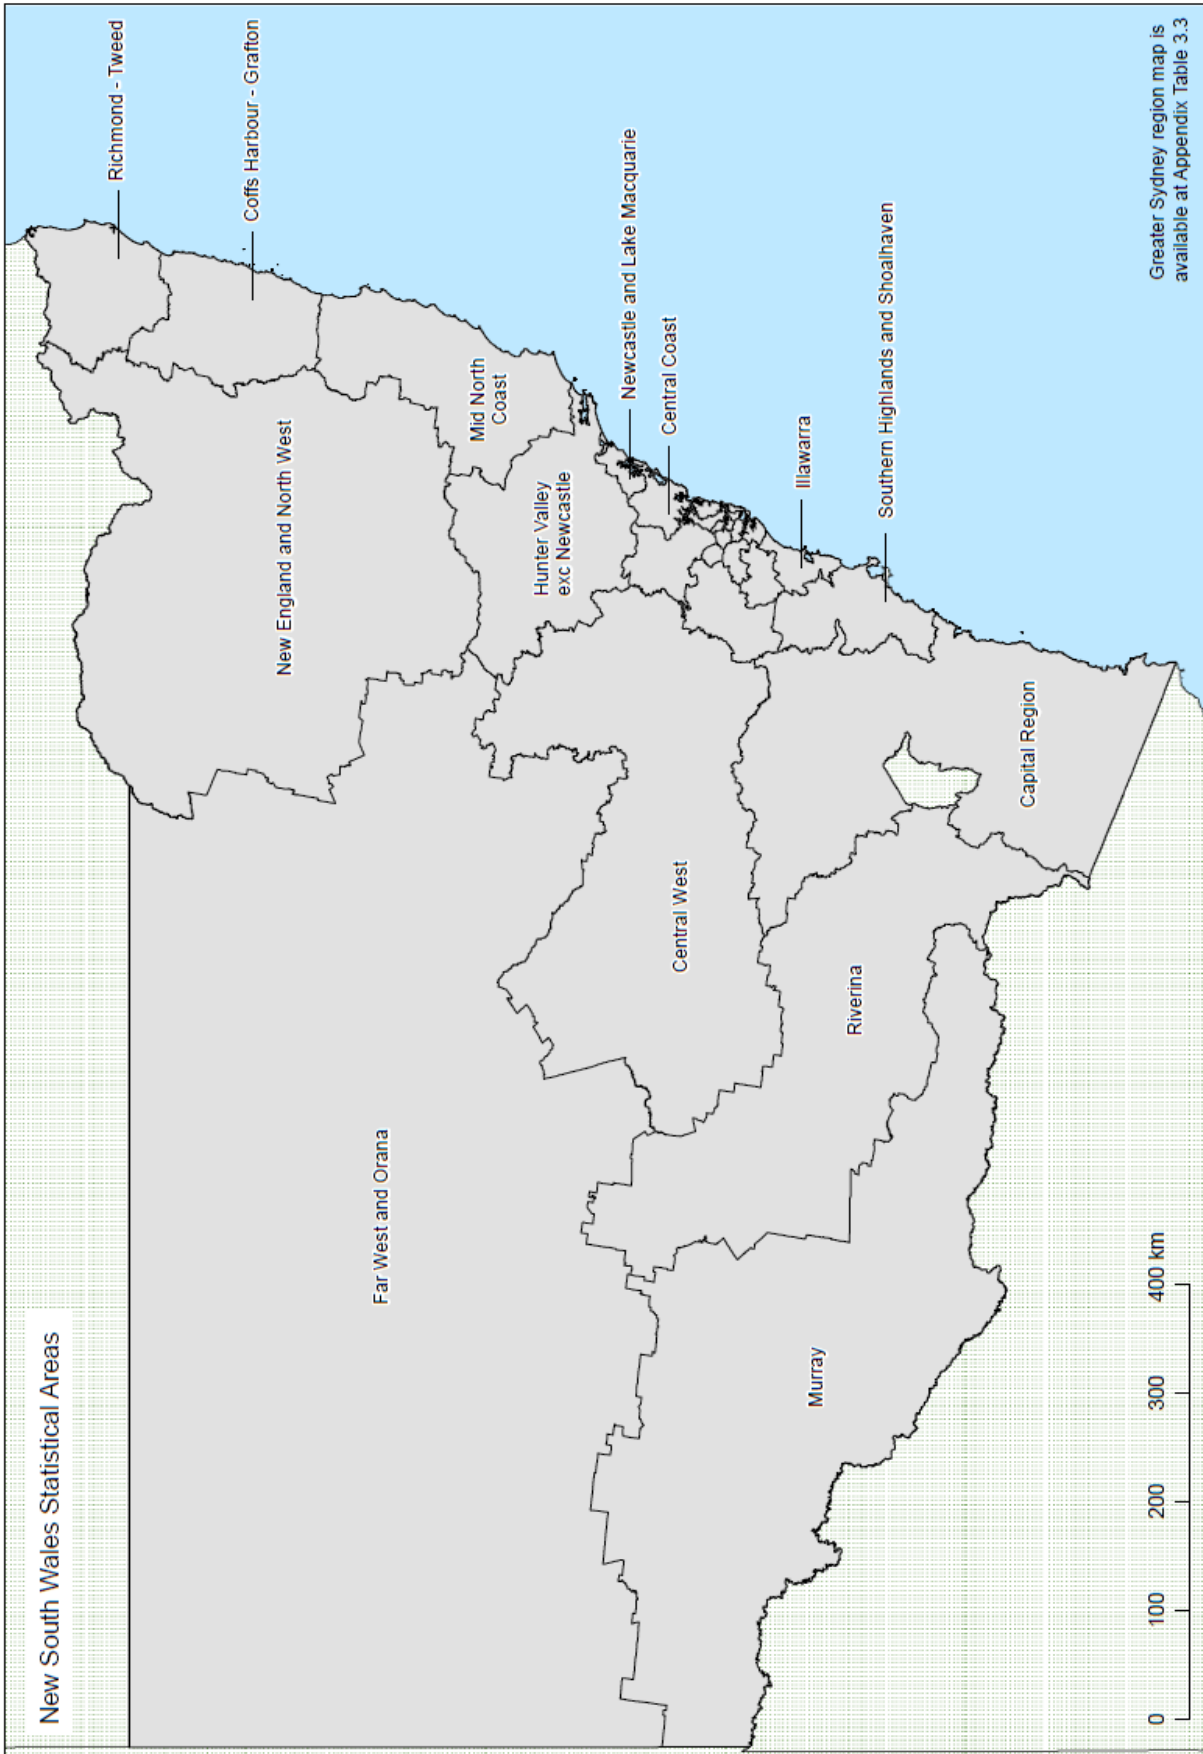 New South Wales Statistical Areas
Richmond - Tweed
Coffs Harbour - Grafton
New England and North West
Far West and Orana
Mid North
Coast
Hunter Valley
exc Newcastle
Newcastle and Lake Macquarie
Central Coast
Central West
Illawarra
Southern Highlands and Shoalhaven
Murray
Riverina
Capital Region
0 100 200 300 400 km
Greater Sydney region map is
available at Appendix Table 3.3